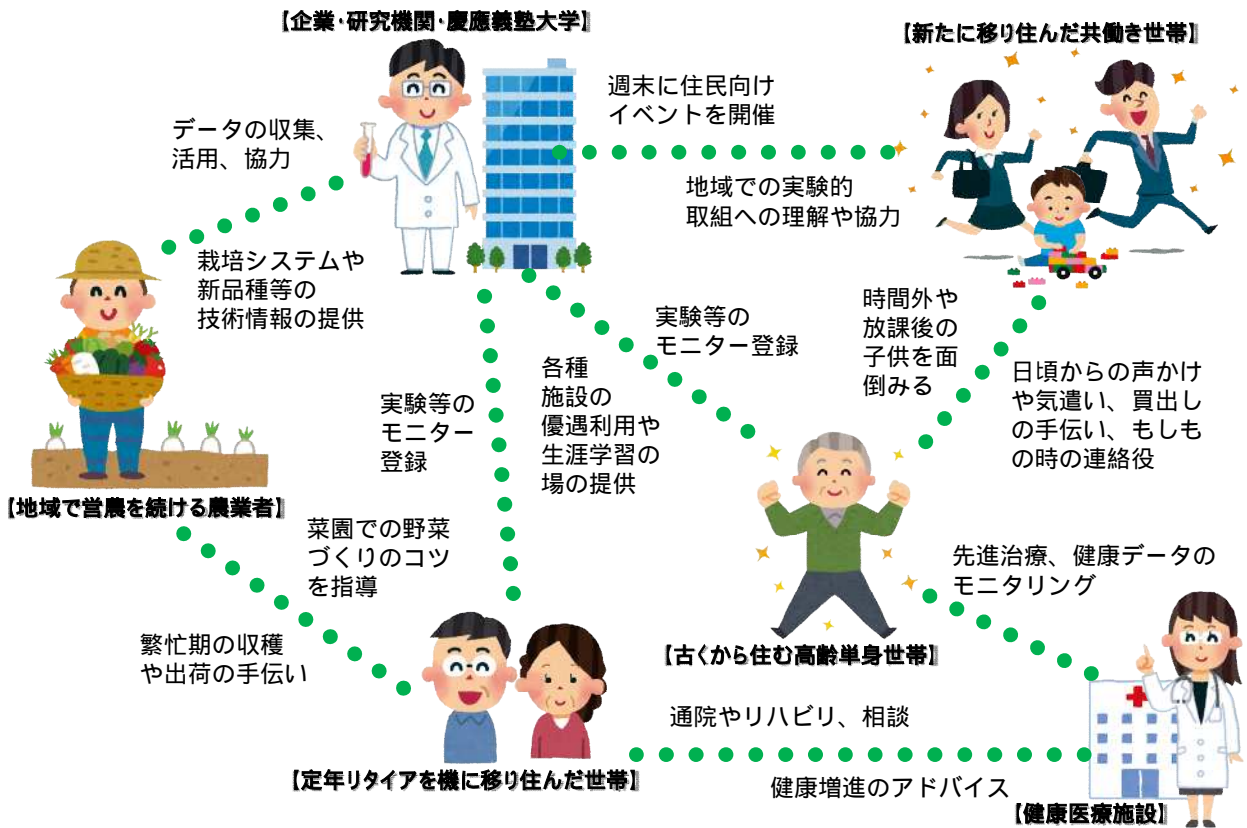 【企業・研究機関・慶應義塾大学】
【新たに移り住んだ共働き世帯】
週末に住民向け
イベントを開催
データの収集、
活用、協力
地域での実験的
取組への理解や協力
栽培システムや
新品種等の
技術情報の提供
時間外や
放課後の
子供を面
倒みる
実験等の
モニター登録
各種
施設の
優遇利用や
生涯学習の
場の提供
日頃からの声かけ
や気遣い、買出し
の手伝い、もしも
の時の連絡役
実験等の
モニター
登録
【地域で営農を続ける農業者】
菜園での野菜
づくりのコツ
を指導
先進治療、健康データの
モニタリング
繁忙期の収穫
や出荷の手伝い
【古くから住む高齢単身世帯】
通院やリハビリ、相談
【定年リタイアを機に移り住んだ世帯】
健康増進のアドバイス
【健康医療施設】